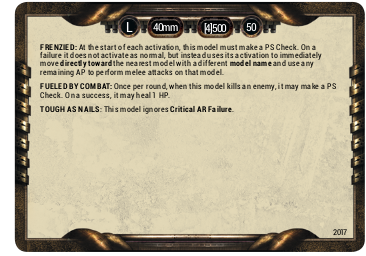 L 40mm [4]500 50
FRENZIED: At the start of each activation, this model must make a PS Check. On a
failure it does not activate as normal, but instead uses its activation to immediately
move directly toward the nearest model with a different model name and use any
remaining AP to perform melee attacks on that model.
FUELED BY COMBAT: Once per round, when this model kills an enemy, it may make a PS
Check. On a success, it may heal 1 HP.
TOUGH AS NAILS: This model ignores Critical AR Failure.
2017